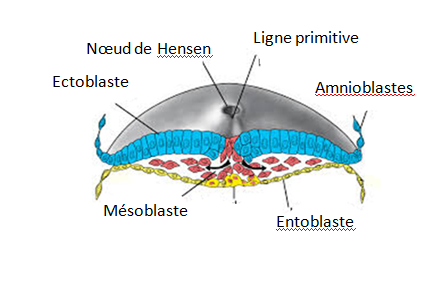 Ligne primitive
Nœud de Hensen
Ectoblaste
Amnioblastes
Mésoblaste
Entoblaste